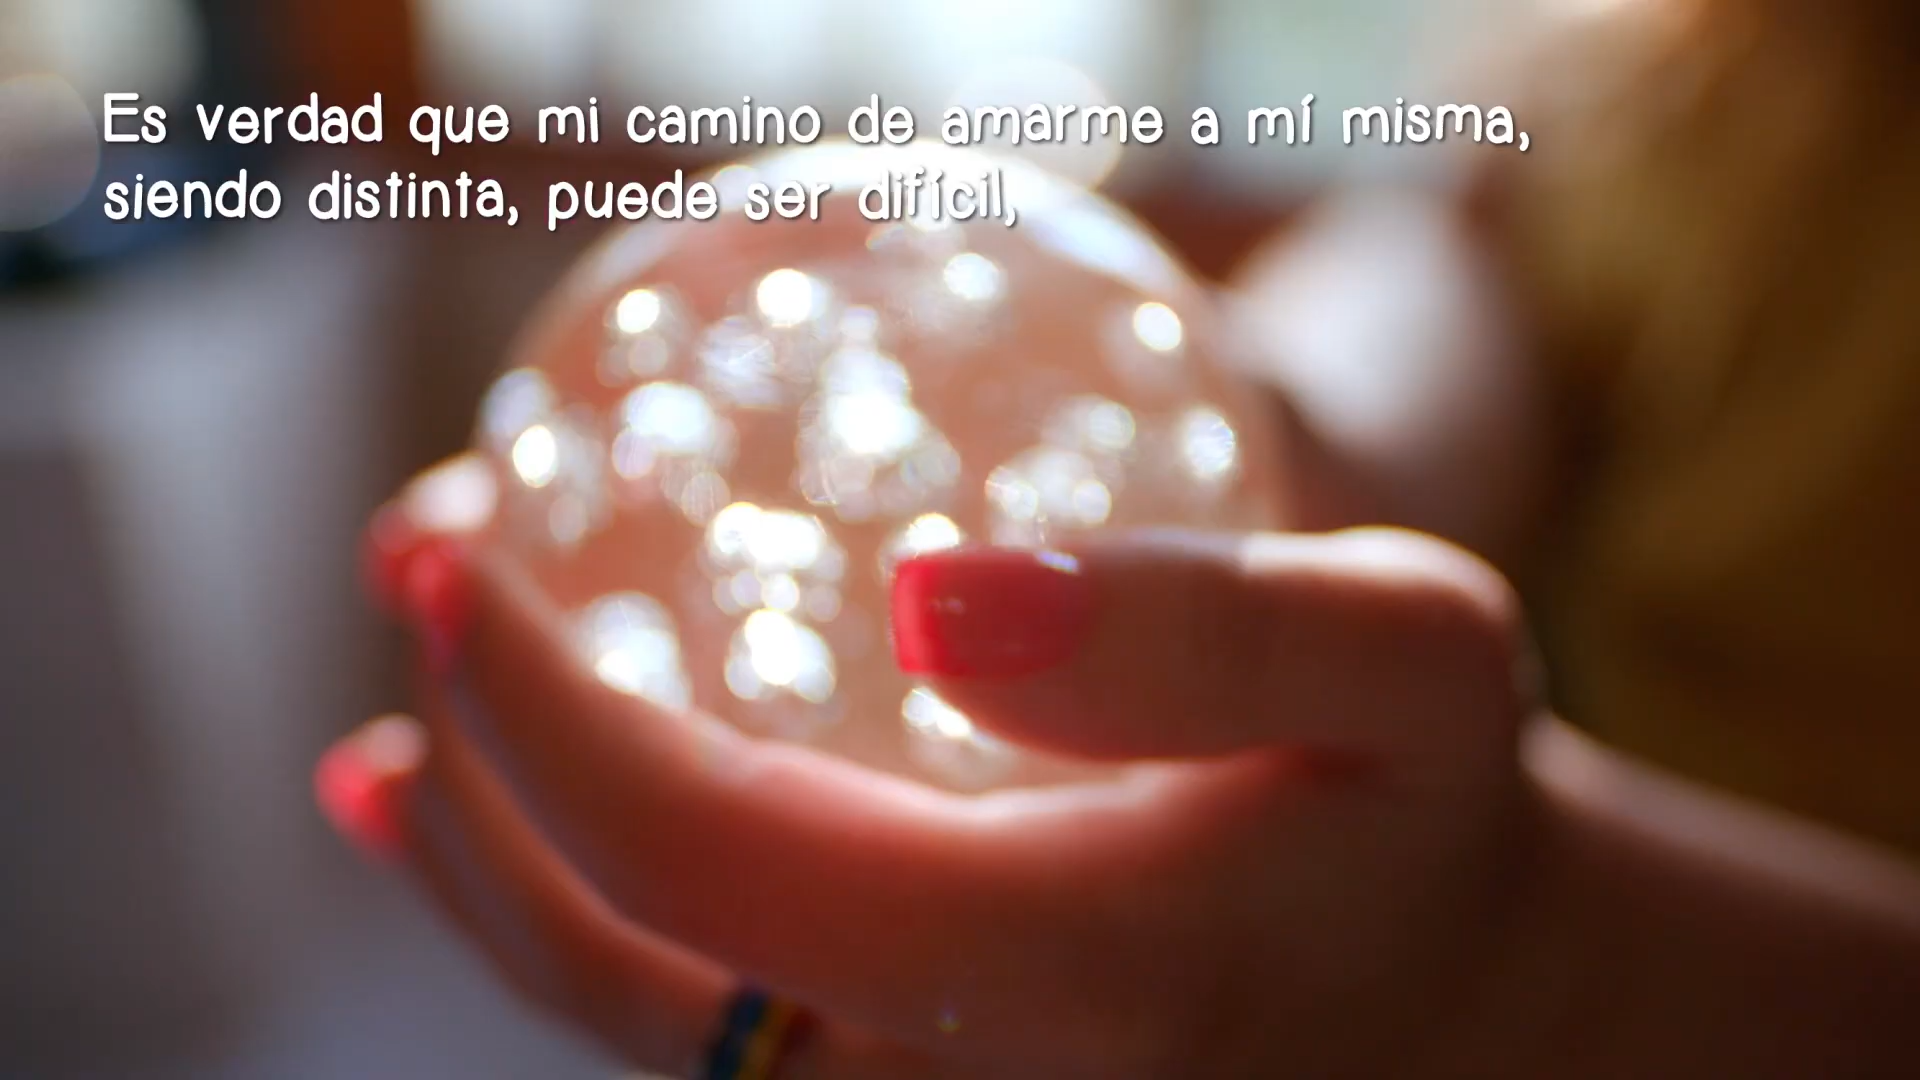 Es verdad que mi camino de amarme a mí misma,
siendo distinta, puede ser difícil,